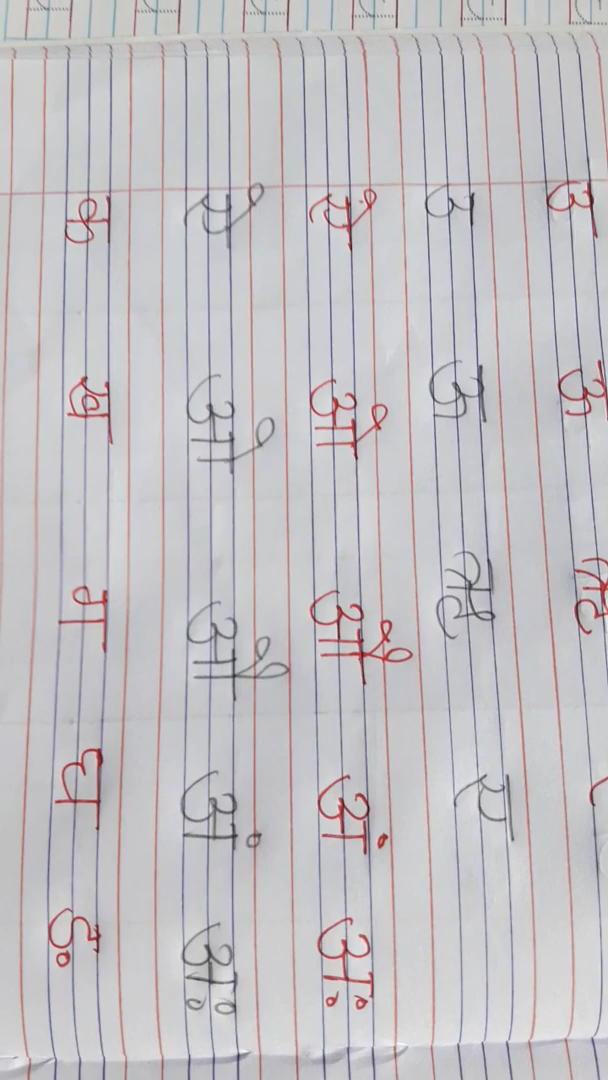 उ ऊ ऋ
उ ऊ ऋ ए
ऐ ओ औ अं अः
ऐ ओ औ अं अः
क ख ग घ ङ